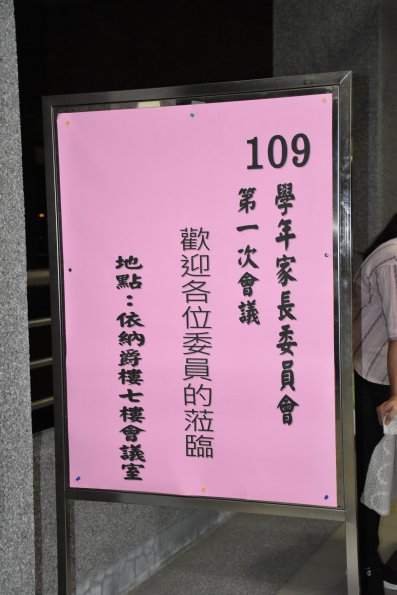 109
學年家長委員會
第一次會議
歡迎各位委員的蒞臨
地點：依納爵樓七樓會議室